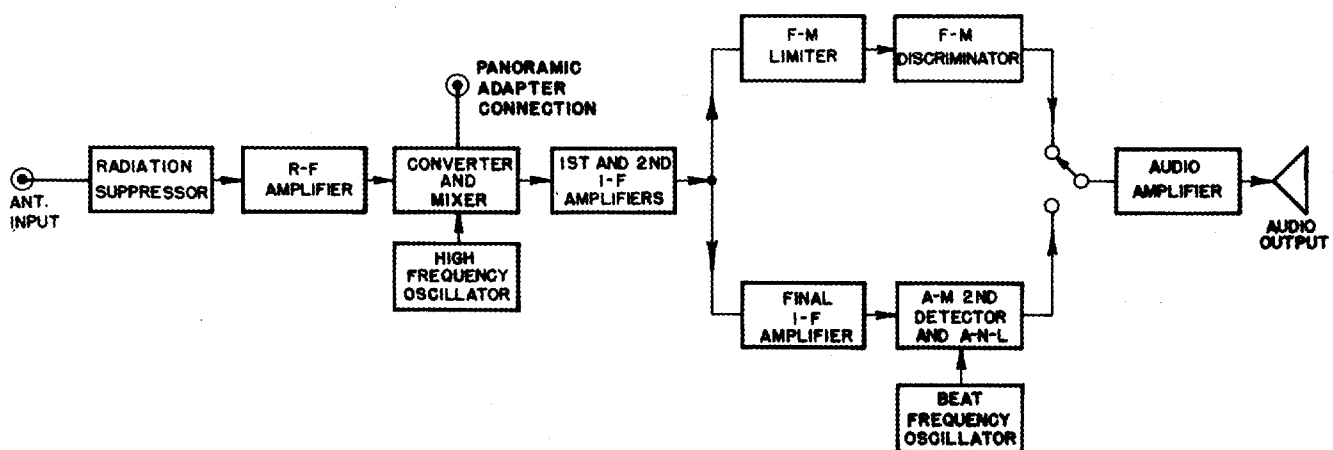 ANT.
INPUT
RADIATION
SUPPRESSOR
R-F
AMPLIFIER
PANORAMIC
ADAPTER
CONNECTION
CONVERTER
AND
MIXER
HIGH
FREQUENCY
OSCILLATOR
1ST AND 2ND
I-F
AMPLIFIERS
F-M
LIMITER
F-M
DISCRIMINATOR
FINAL
I-F
AMPLIFIER
A-M 2ND
DETECTOR
AND A-N-L
BEAT
FREQUENCY
OSCILLATOR
AUDIO
AMPLIFIER
AUDIO
OUTPUT